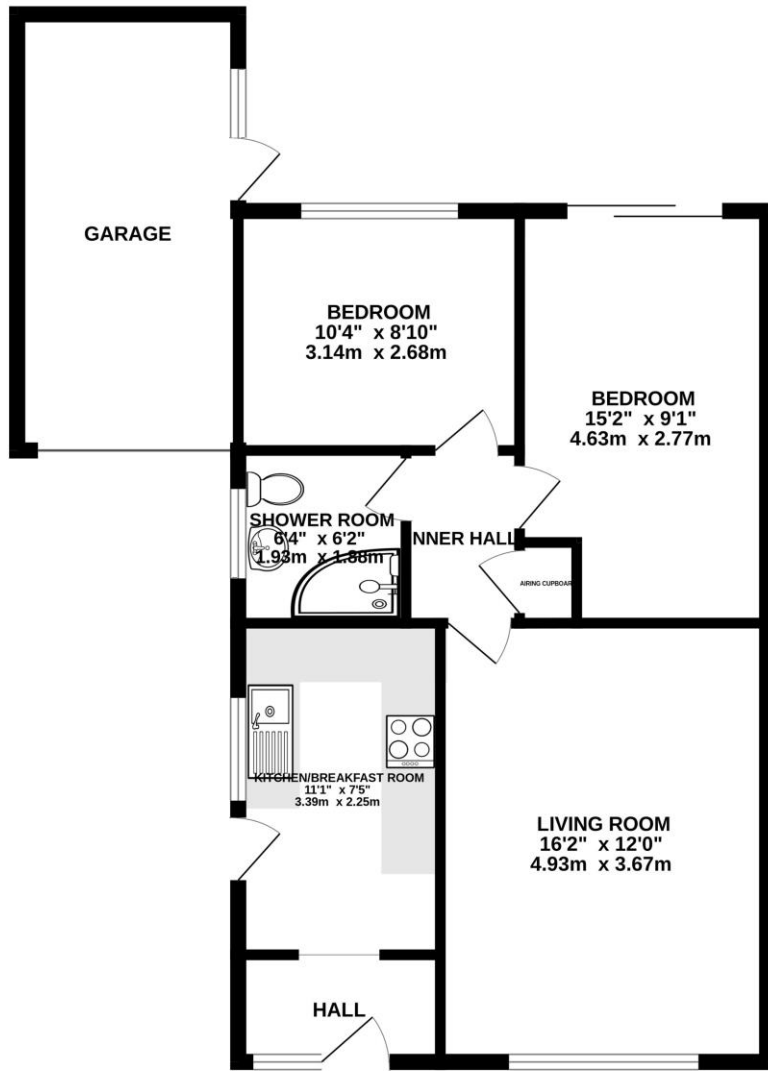 GARAGE
BEDROOM
10'4" x 8'10"
3.14m x 2.68m
BEDROOM
15'2" x 9'1"
4.63m x 2.77m
SHOWER ROOM
6'4" x 6'2"
1.93m x 1.88m
NNER HALL
AIRING CUPBOAR
KITCHEN/BREAKFAST ROOM
11'1" x 7'5"
3.39m x 2.25m
LIVING ROOM
16'2" x 12'0"
4.93m x 3.67m
HALL